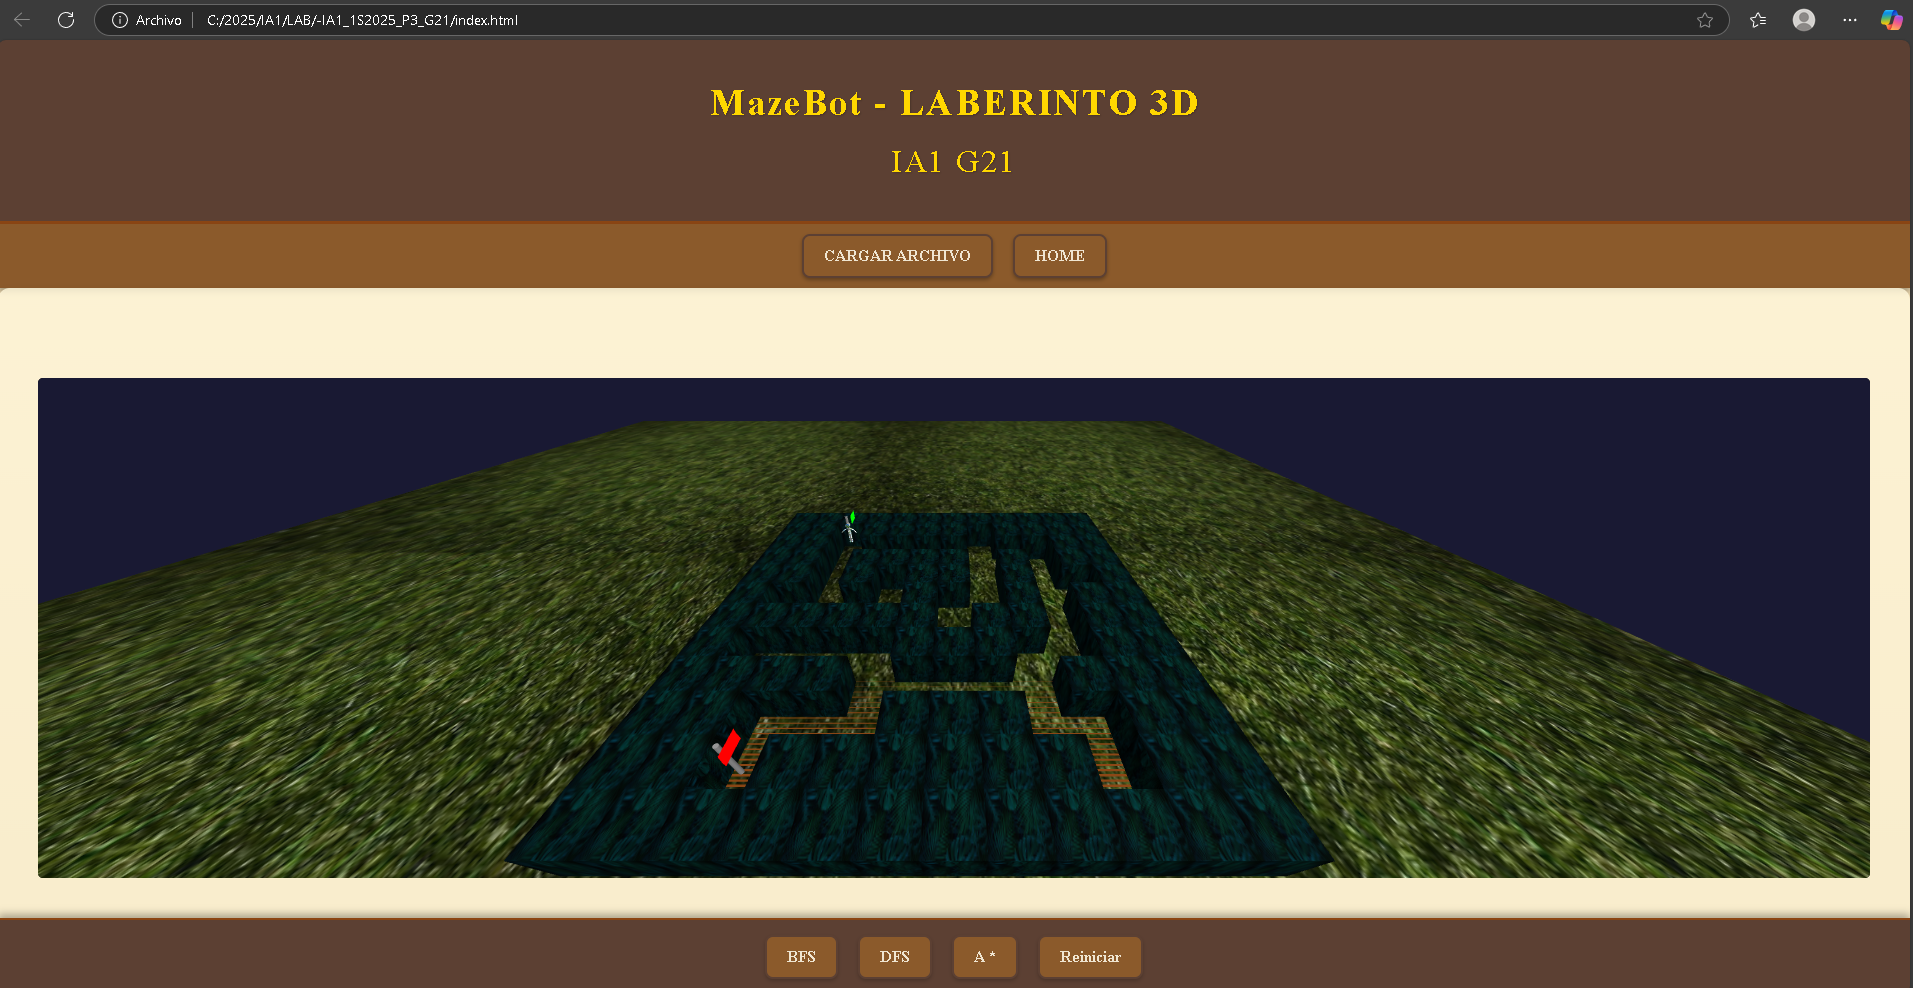 Archivo
C:/2025/IA1/LAB/-IA1_1S2025_P3_G21/index.html
MazeBot - LABERINTO 3D
IA1 G21
CARGAR ARCHIVO
HOME
BFS
DFS
A *
Reiniciar